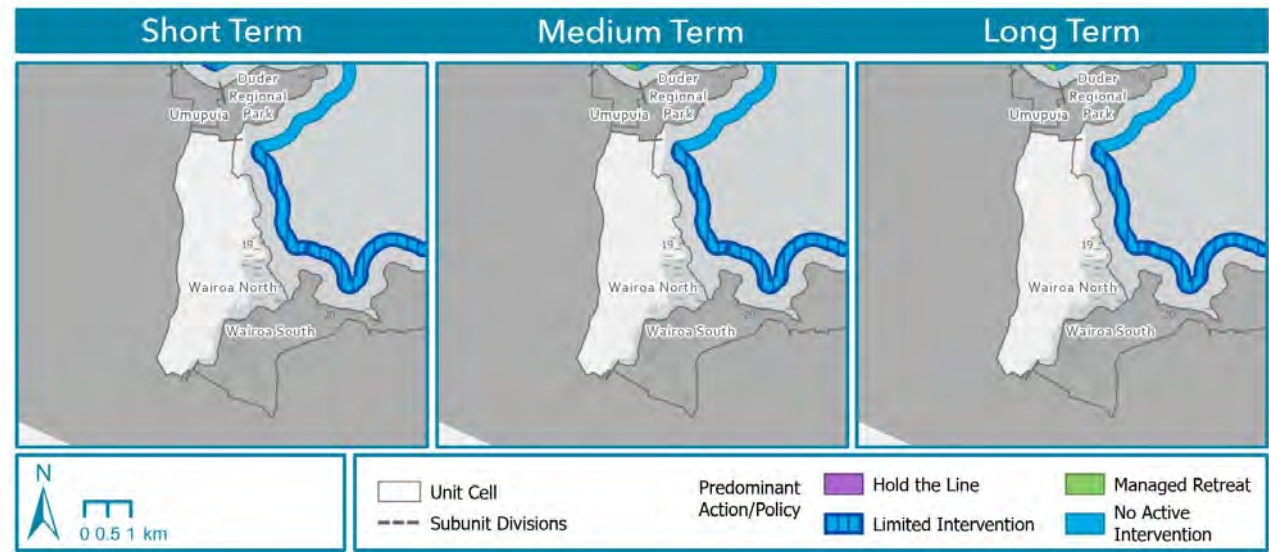 Short Term
Medium Term
Long Term
Duder
Regional
Park
Umupuia
19
Wairoa North
20
Wairoa South
Duder
Regional
Park
Umupuia
19
Wairoa North
20
Wairoa South
Duder
Regional
Park
Umupuia
19
Wairoa North
20
Wairoa South
N
0 0.5 1 km
Unit Cell
Subunit Divisions
Predominant
Action/Policy
Hold the Line
Limited Intervention
Managed Retreat
No Active
Intervention